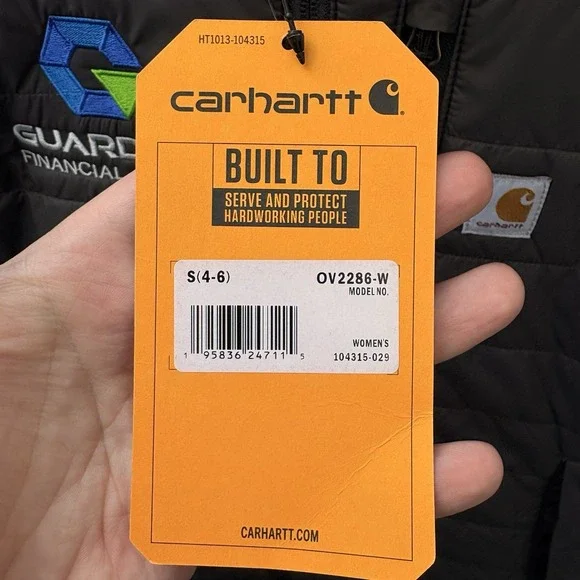 HT1013-104315
carhartt
BUILT TO
SERVE AND PROTECT
HARDWORKING PEOPLE
S(4-6)
OV2286-W
MODEL NO.
WOMEN'S
104315-029
1 95836 24711 5
CARHARTT.COM
GUARD
FINANCIAL
carhartt